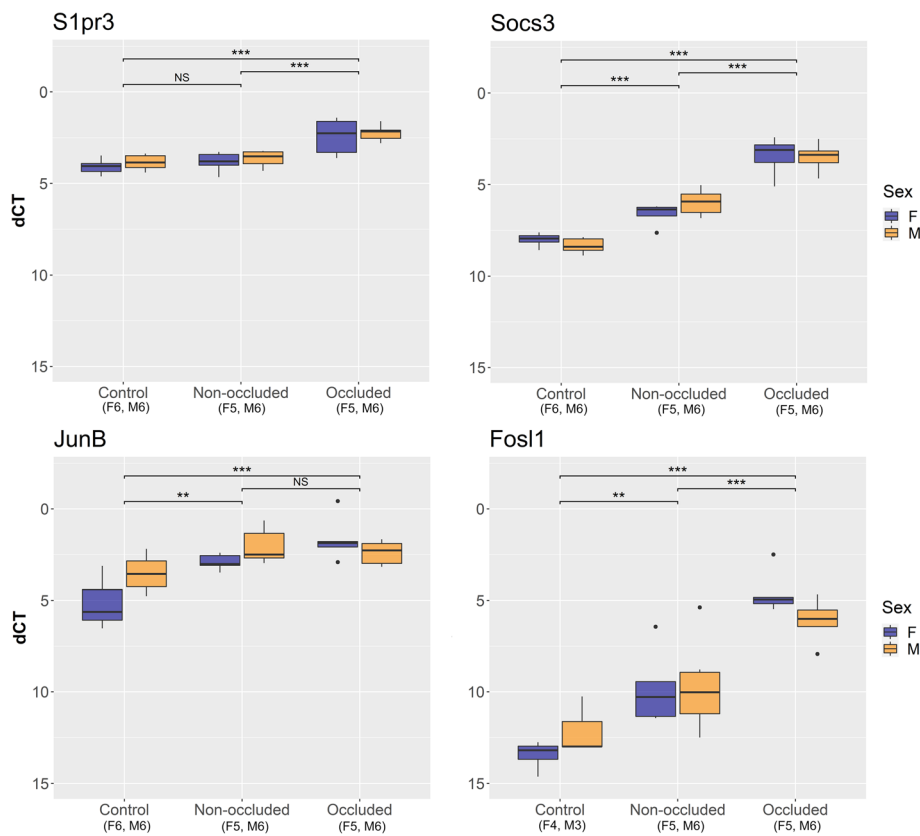 S1pr3
Socs3
***
***
NS
***
***
***
0
5
10
15
dCT
0
5
10
15
Sex
F
M
Control
Non-occluded
Occluded
(F6, M6)
(F5, M6)
(F5, M6)
Control
Non-occluded
Occluded
(F6, M6)
(F5, M6)
(F5, M6)
JunB
Fosl1
***
NS
**
***
***
**
0
5
10
15
dCT
0
5
10
15
Sex
F
M
Control
Non-occluded
Occluded
(F6, M6)
(F5, M6)
(F5, M6)
Control
Non-occluded
Occluded
(F4, M3)
(F5, M6)
(F5, M6)